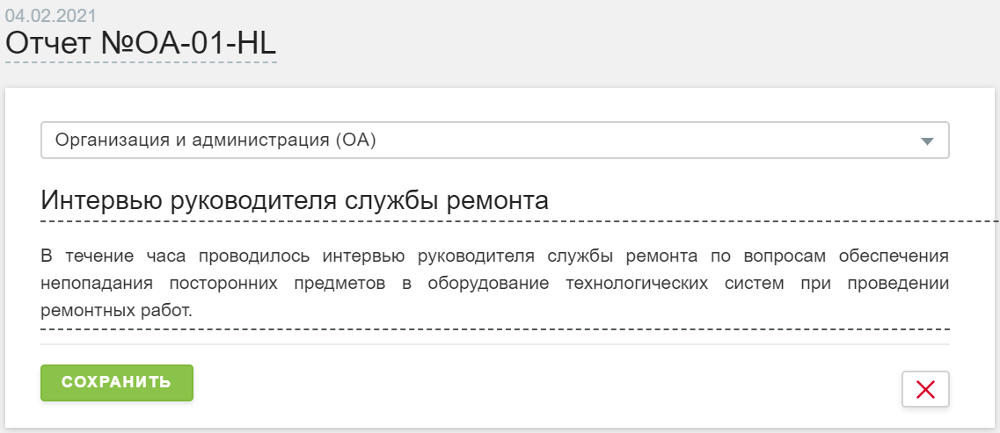 04.02.2021
Отчет №ОА-01-HL
Организация и администрация (ОА)
Интервью руководителя службы ремонта
В течение часа проводилось интервью руководителя службы ремонта по вопросам обеспечения
непопадания посторонних предметов в оборудование технологических систем при проведении
ремонтных работ.
СОХРАНИТЬ